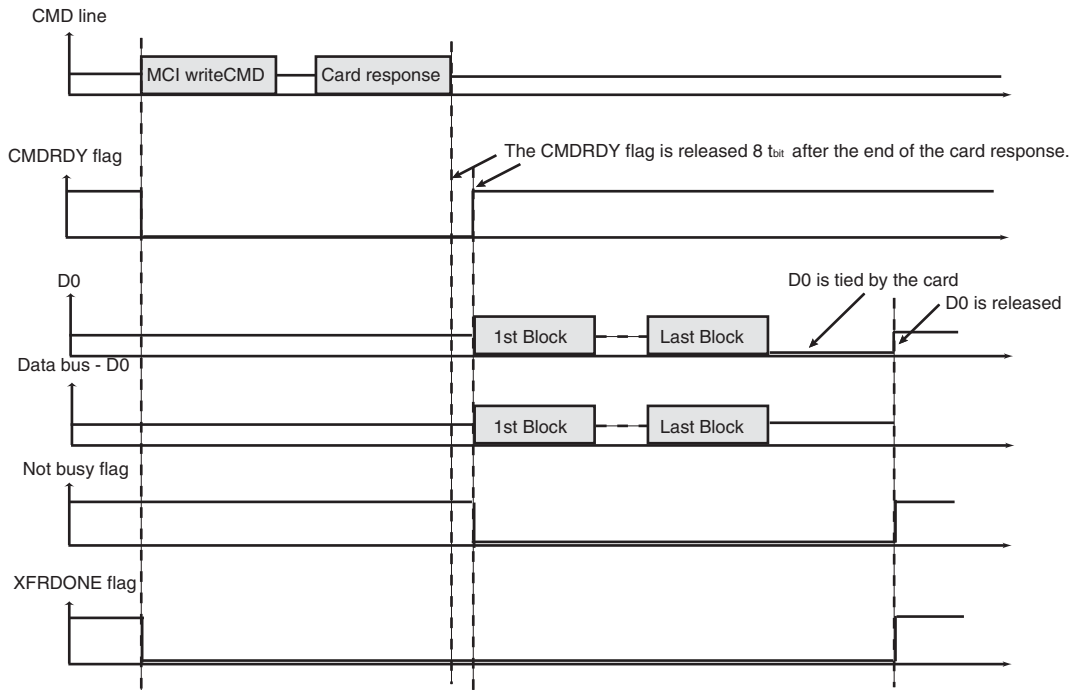 CMD line
MCI writeCMD
Card response
CMDRDY flag
The CMDRDY flag is released 8 tbit after the end of the card response.
D0
1st Block
Last Block
D0 is tied by the card
D0 is released
Data bus - D0
1st Block
Last Block
Not busy flag
XFRDONE flag